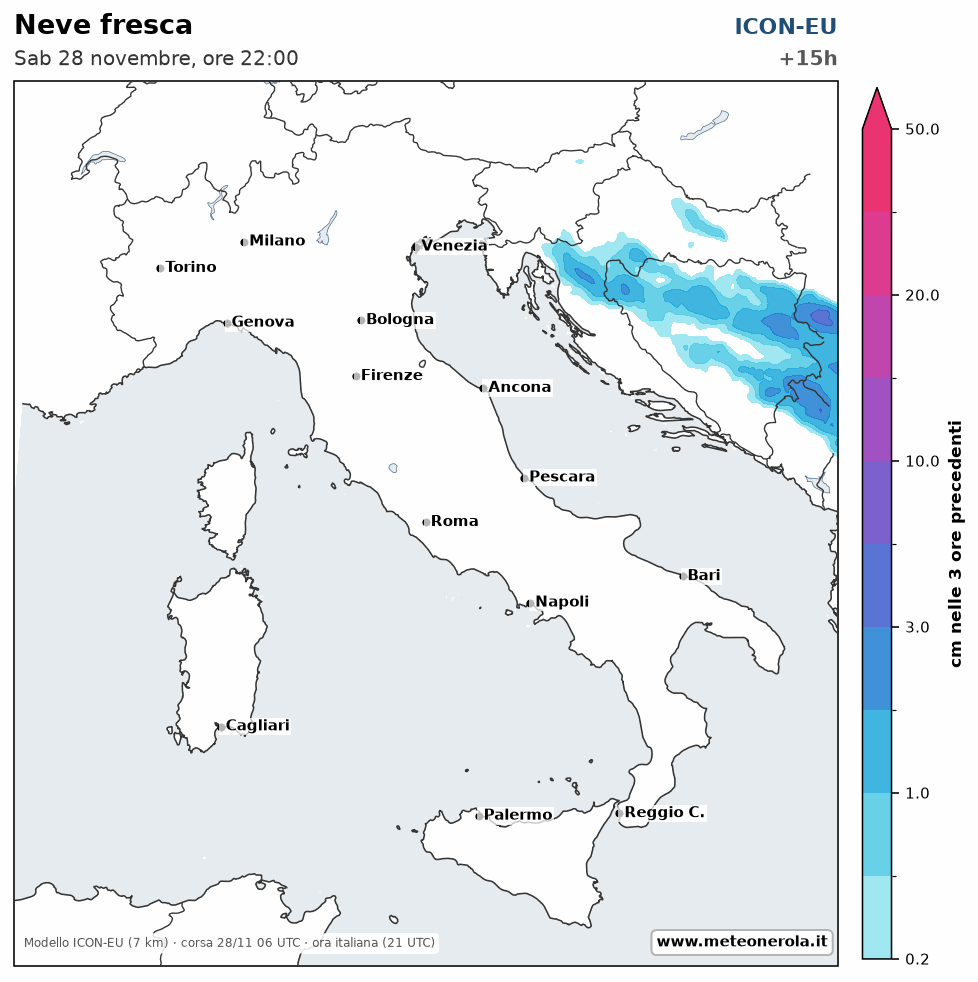 Neve fresca
ICON-EU
Sab 28 novembre, ore 22:00
+15h
50.0
20.0
10.0
3.0
1.0
0.2
cm nelle 3 ore precedenti
Milano
Venezia
Torino
Genova
Bologna
Firenze
Ancona
Pescara
Roma
Bari
Napoli
Cagliari
Palermo
Reggio C.
Modello ICON-EU (7 km) · corsa 28/11 06 UTC · ora italiana (21 UTC)
www.meteonerola.it